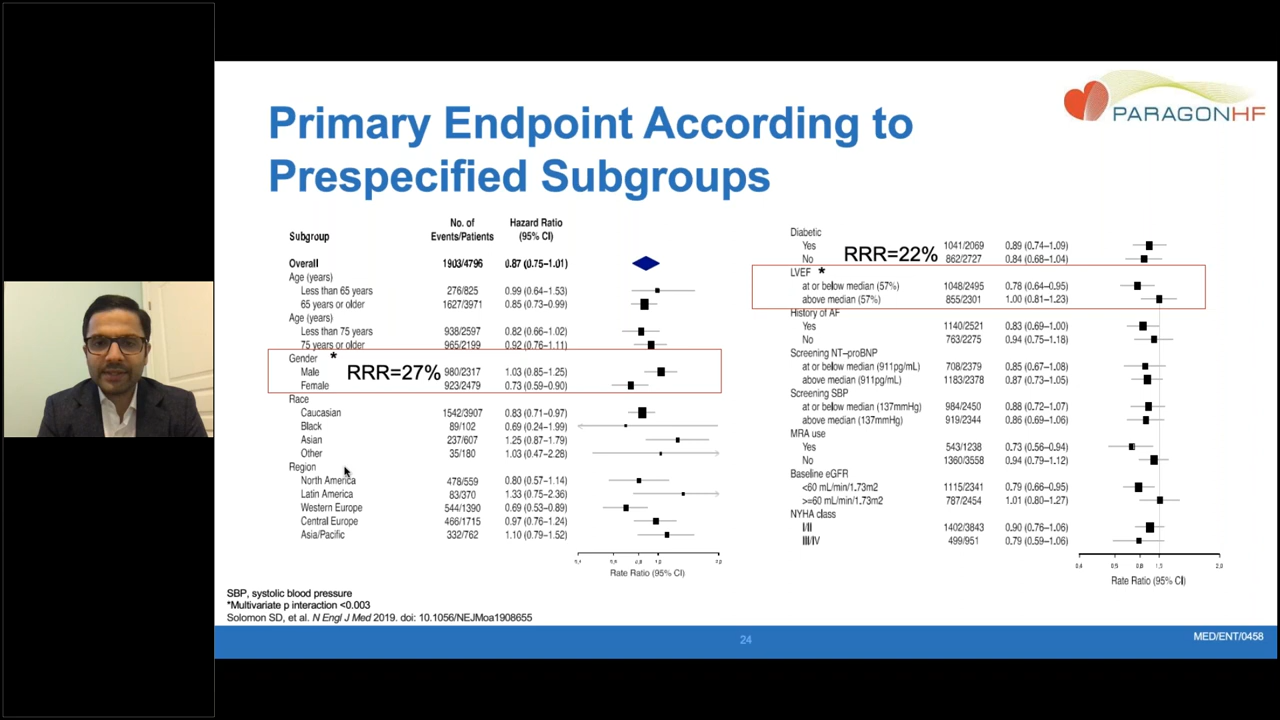 PARAGONHF
Primary Endpoint According to
Prespecified Subgroups
Subgroup No. of Events/Patients Hazard Ratio (95% CI)
Overall 1903/4796 0.87 (0.75–1.01)
Age (years)
Less than 65 years 276/825 0.99 (0.64–1.53)
65 years or older 1627/3971 0.85 (0.73–0.99)
Age (years)
Less than 75 years 938/2597 0.82 (0.66–1.02)
75 years or older 965/2199 0.92 (0.76–1.11)
Gender *
RRR=27%
Male 980/2317 1.03 (0.85–1.25)
Female 923/2479 0.73 (0.59–0.90)
Race
Caucasian 1542/3907 0.83 (0.71–0.97)
Black 89/102 0.69 (0.24–1.99)
Asian 237/607 1.25 (0.87–1.79)
Other 35/180 1.03 (0.47–2.28)
Region
North America 478/559 0.80 (0.57–1.14)
Latin America 83/370 1.33 (0.75–2.36)
Western Europe 544/1390 0.69 (0.53–0.89)
Central Europe 466/1715 0.97 (0.76–1.24)
Asia/Pacific 332/762 1.10 (0.79–1.52)
Rate Ratio (95% CI)
Diabetic
Yes 1041/2069 0.89 (0.74–1.09)
RRR=22%
No 862/2727 0.84 (0.68–1.04)
LVEF *
at or below median (57%) 1048/2495 0.78 (0.64–0.95)
above median (57%) 855/2301 1.00 (0.81–1.23)
History of AF
Yes 1140/2521 0.83 (0.69–1.00)
No 763/2275 0.94 (0.75–1.18)
Screening NT–proBNP
at or below median (911pg/mL) 708/2379 0.85 (0.67–1.08)
above median (911pg/mL) 1183/2378 0.87 (0.73–1.05)
Screening SBP
at or below median (137mmHg) 984/2450 0.88 (0.72–1.07)
above median (137mmHg) 919/2344 0.86 (0.69–1.06)
MRA use
Yes 543/1238 0.73 (0.56–0.94)
No 1360/3558 0.94 (0.79–1.12)
Baseline eGFR
<60 mL/min/1.73m2 1115/2341 0.79 (0.66–0.95)
>=60 mL/min/1.73m2 787/2454 1.01 (0.80–1.27)
NYHA class
I/II 1402/3843 0.90 (0.76–1.06)
III/IV 499/951 0.79 (0.59–1.06)
Rate Ratio (95% CI)
SBP, systolic blood pressure
*Multivariate p interaction <0.003
Solomon SD, et al. N Engl J Med 2019. doi: 10.1056/NEJMoa1908655
24
MED/ENT/0458